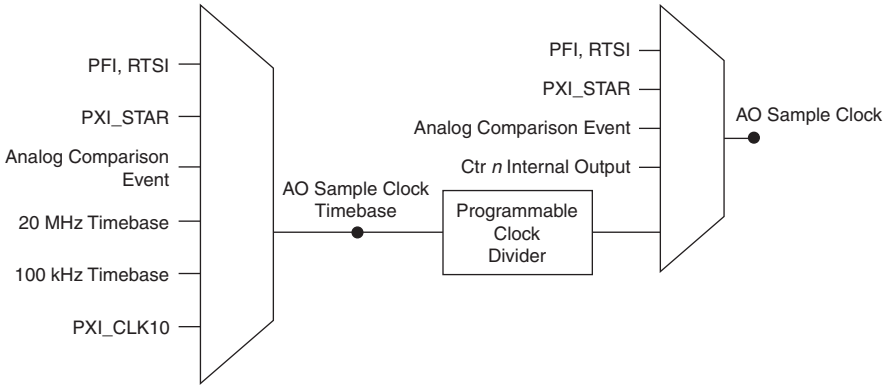 PFI, RTSI
PXI_STAR
Analog Comparison
Event
20 MHz Timebase
100 kHz Timebase
PXI_CLK10
AO Sample Clock
Timebase
Programmable
Clock
Divider
PFI, RTSI
PXI_STAR
Analog Comparison Event
Ctr n Internal Output
AO Sample Clock